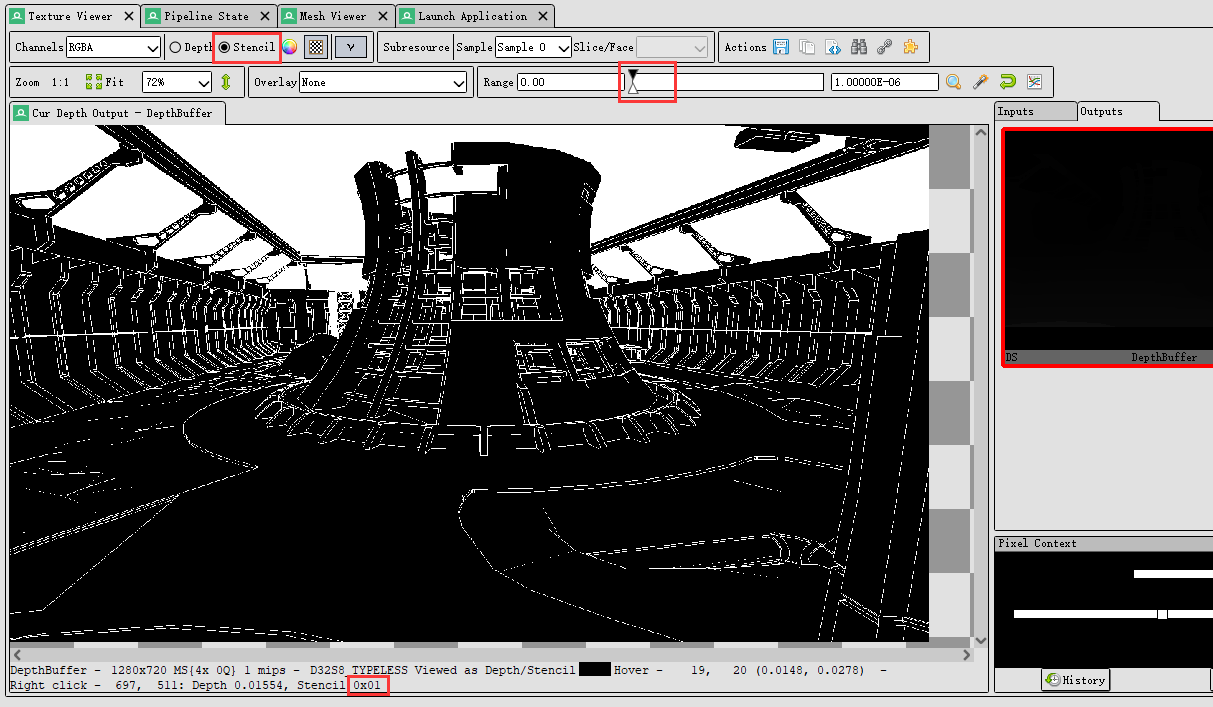 Texture Viewer Pipeline State Mesh Viewer Launch Application
Channels RGBA Depth Stencil γ Subresource Sample Sample 0 Slice/Face Actions
Zoom 1:1 Fit 72% Overlay None Range 0.00 1.00000E-06
Cur Depth Output - DepthBuffer
Inputs Outputs
DS DepthBuffer
Pixel Context
DepthBuffer - 1280x720 MS{4x 0Q} 1 mips - D32S8_TYPELESS Viewed as Depth/Stencil Hover - 19, 20 (0.0148, 0.0278) -
Right click - 697, 511: Depth 0.01554, Stencil 0x01
History